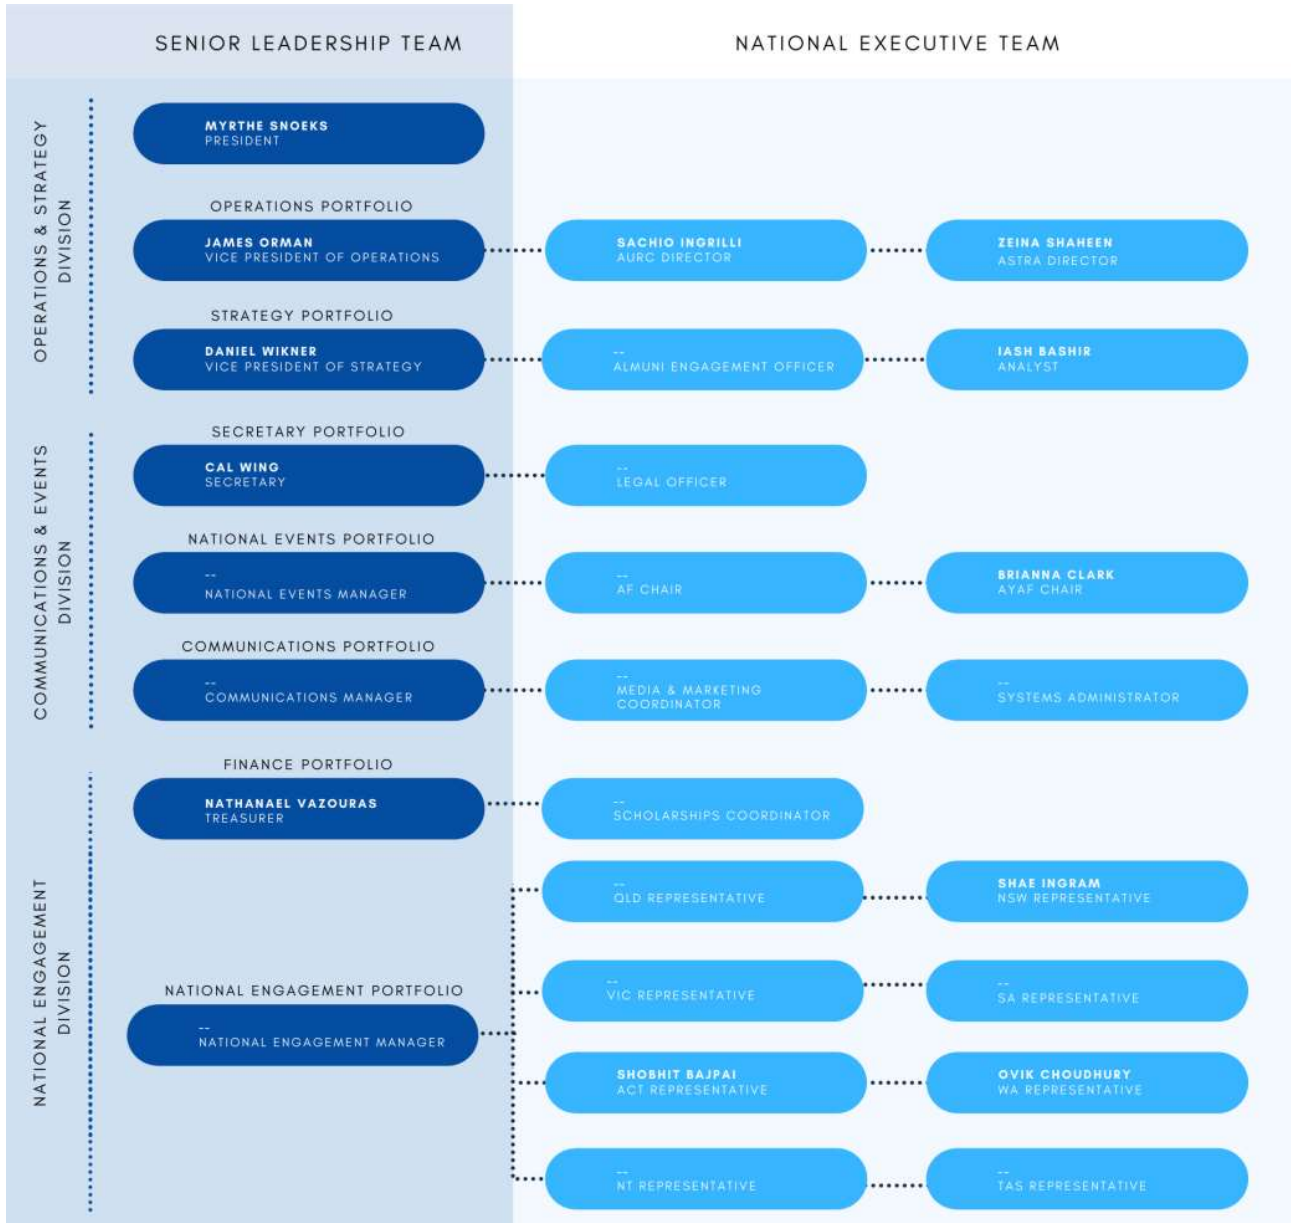 SENIOR LEADERSHIP TEAM
NATIONAL EXECUTIVE TEAM
OPERATIONS & STRATEGY
DIVISION
MYRTHE SNOEKS
PRESIDENT
OPERATIONS PORTFOLIO
JAMES ORMAN
VICE PRESIDENT OF OPERATIONS
SACHIO INGRILLI
AURC DIRECTOR
ZEINA SHAHEEN
ASTRA DIRECTOR
STRATEGY PORTFOLIO
DANIEL WIKNER
VICE PRESIDENT OF STRATEGY
--
ALMUNI ENGAGEMENT OFFICER
IASH BASHIR
ANALYST
COMMUNICATIONS & EVENTS
DIVISION
SECRETARY PORTFOLIO
CAL WING
SECRETARY
--
LEGAL OFFICER
NATIONAL EVENTS PORTFOLIO
--
NATIONAL EVENTS MANAGER
--
AF CHAIR
BRIANNA CLARK
AYAF CHAIR
COMMUNICATIONS PORTFOLIO
--
COMMUNICATIONS MANAGER
--
MEDIA & MARKETING
COORDINATOR
--
SYSTEMS ADMINISTRATOR
NATIONAL ENGAGEMENT
DIVISION
FINANCE PORTFOLIO
NATHANAEL VAZOURAS
TREASURER
--
SCHOLARSHIPS COORDINATOR
--
QLD REPRESENTATIVE
SHAE INGRAM
NSW REPRESENTATIVE
NATIONAL ENGAGEMENT PORTFOLIO
--
NATIONAL ENGAGEMENT MANAGER
--
VIC REPRESENTATIVE
--
SA REPRESENTATIVE
SHOBHIT BAJPAI
ACT REPRESENTATIVE
OVIK CHOUDHURY
WA REPRESENTATIVE
--
NT REPRESENTATIVE
--
TAS REPRESENTATIVE